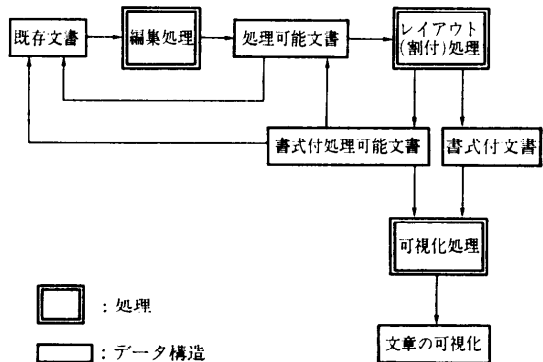 既存文書
編集処理
処理可能文書
レイアウト
(割付)処理
書式付処理可能文書
書式付文書
可視化処理
：処理
文章の可視化
：データ構造